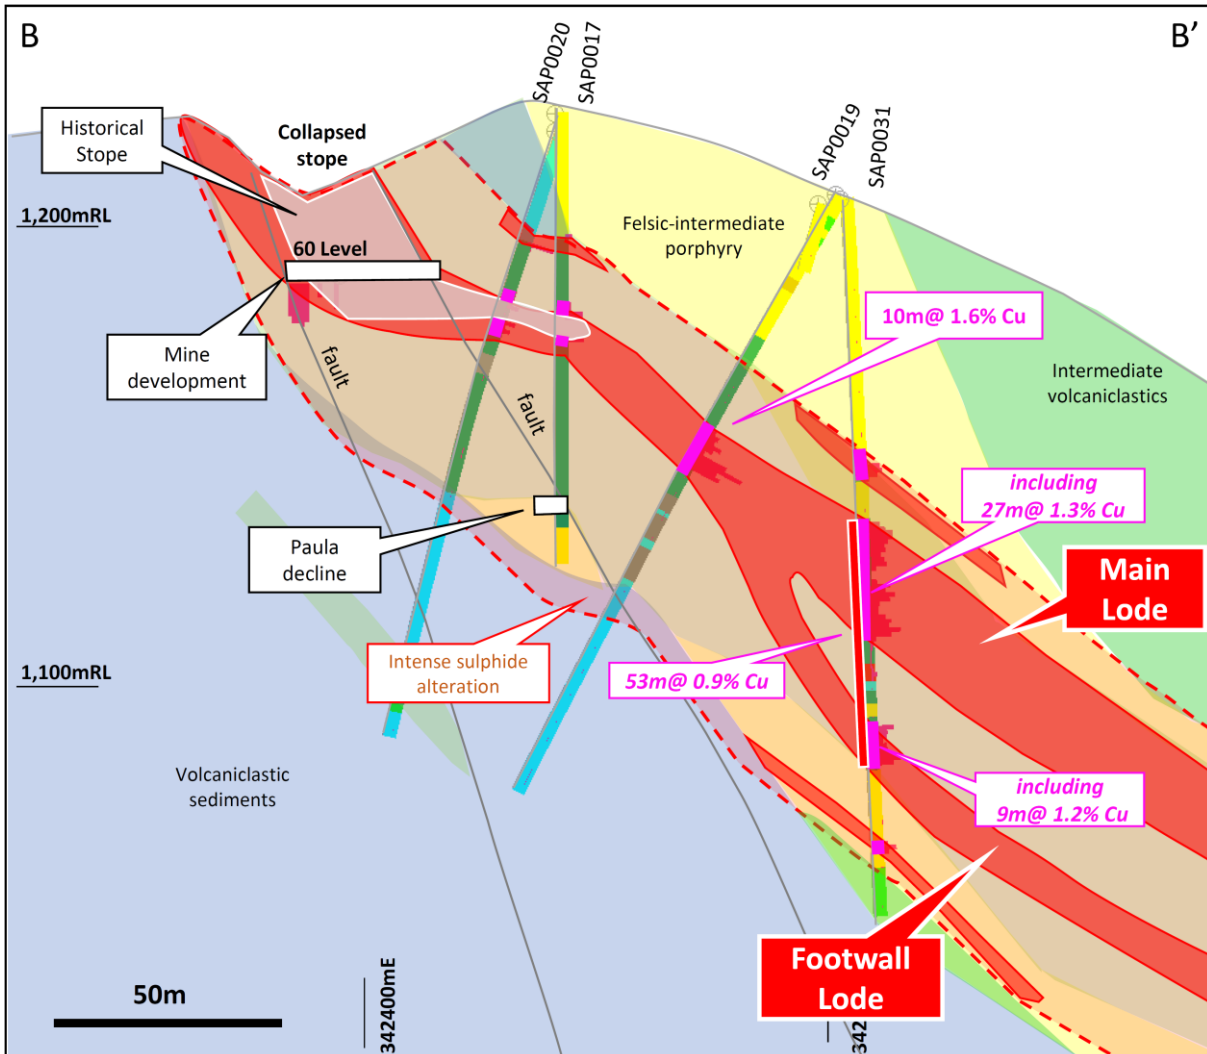 B
B’
SAP0020
SAP0017
SAP0019
SAP0031
Historical
Stope
Collapsed
stope
1,200mRL
60 Level
Felsic-intermediate
porphyry
10m@ 1.6% Cu
Mine
development
fault
fault
Intermediate
volcaniclastics
including
27m@ 1.3% Cu
Paula
decline
Main
Lode
Intense sulphide
alteration
53m@ 0.9% Cu
1,100mRL
Volcaniclastic
sediments
including
9m@ 1.2% Cu
Footwall
Lode
50m
342400mE
342